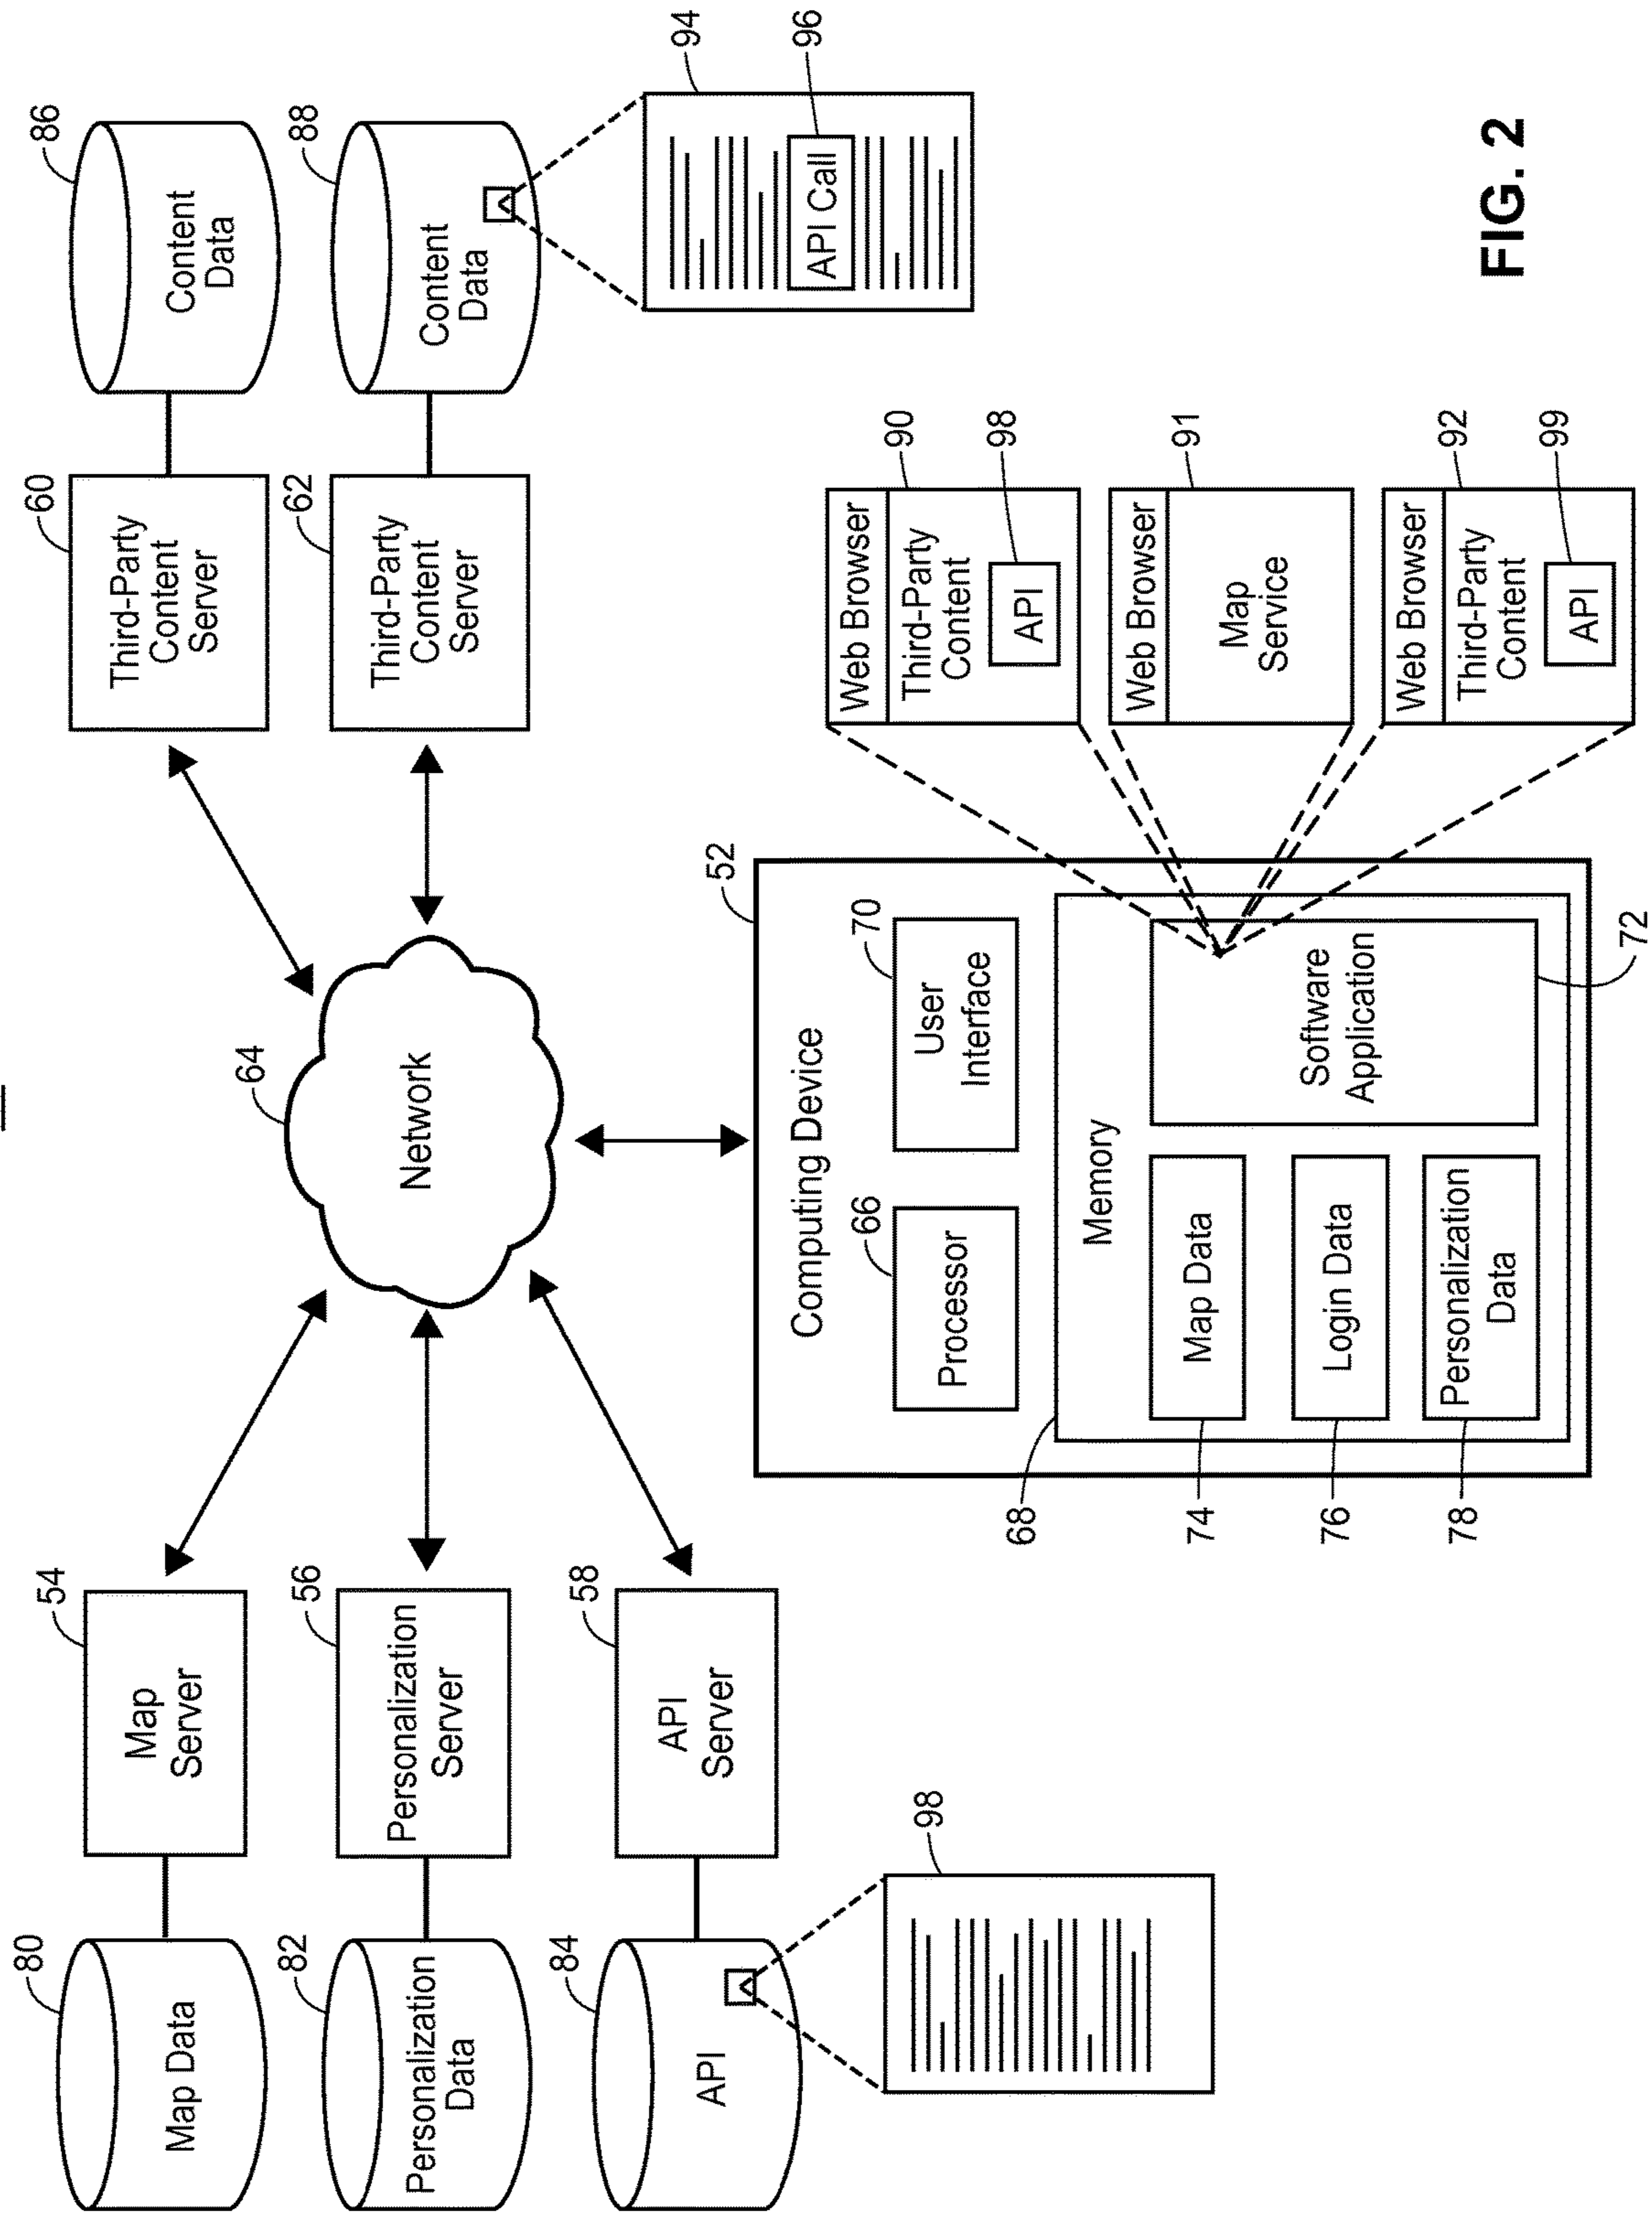 80
Map Data
54
Map
Server
82
Personalization
Data
56
Personalization
Server
84
API
58
API
Server
98
64
Network
60
Third-Party
Content
Server
86
Content
Data
62
Third-Party
Content
Server
88
Content
Data
94
API Call
96
52
Computing Device
66
Processor
70
User
Interface
68
Memory
74
Map Data
76
Login Data
78
Personalization
Data
Software
Application
72
Web Browser
90
Third-Party
Content
98
API
Web Browser
91
Map
Service
Web Browser
92
Third-Party
Content
99
API
FIG. 2